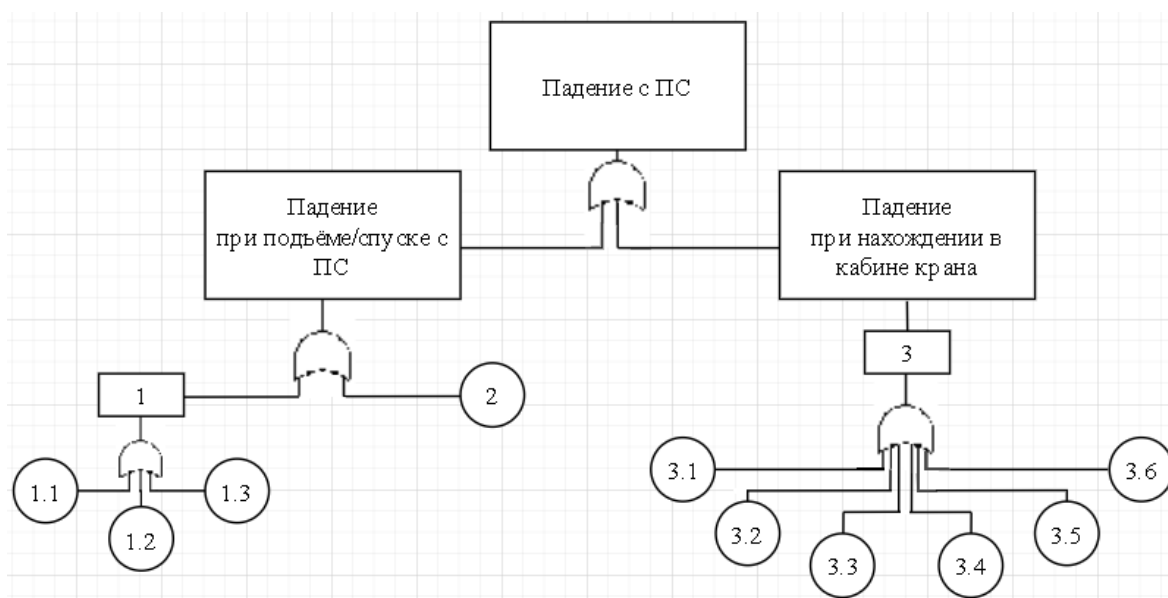 Падение с ПС
Падение
при подъёме/спуске с
ПС
Падение
при нахождении в
кабине крана
3
1
2
3.1
3.6
1.1
1.3
3.2
3.5
1.2
3.3
3.4